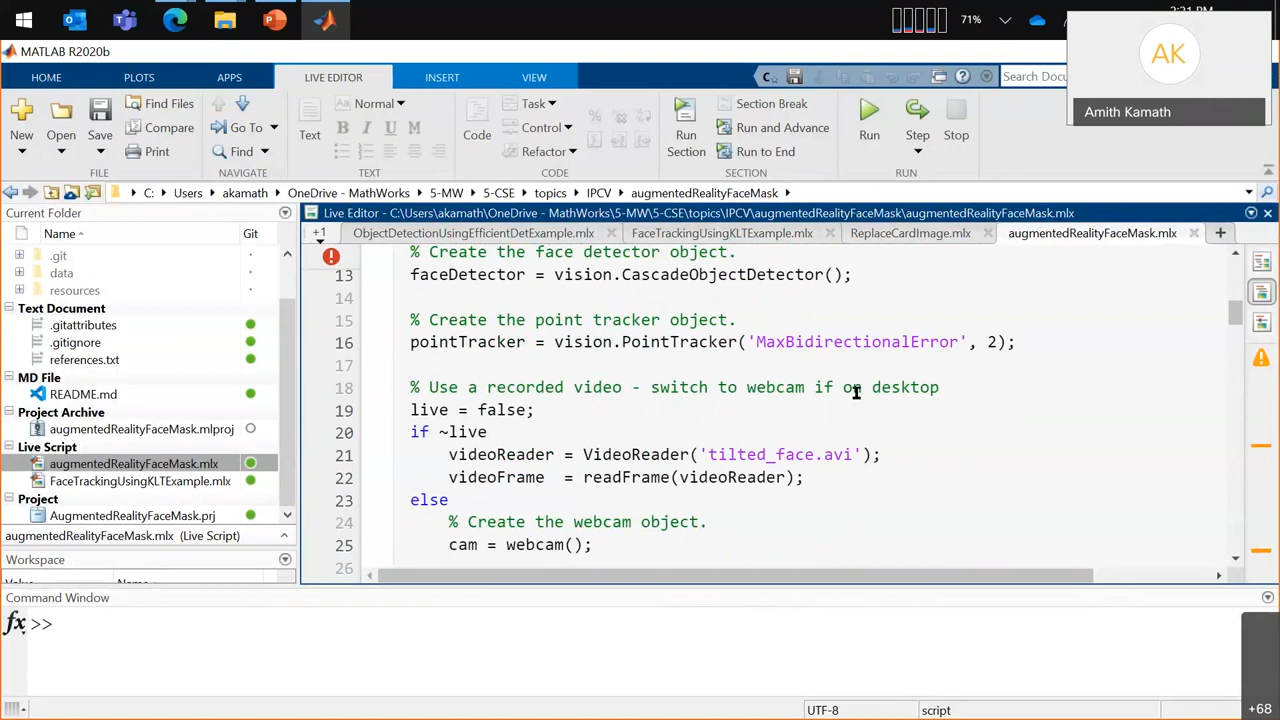 71%
AK
Amith Kamath
MATLAB R2020b
HOME PLOTS APPS LIVE EDITOR INSERT VIEW
Search Docu
New Open Save
Find Files
Compare
Print
Go To
Find
Text
Normal
B I U M
Code
Task
Control
Refactor
Run Section
Section Break
Run and Advance
Run to End
Run Step Stop
FILE NAVIGATE TEXT CODE SECTION RUN
C: Users akamath OneDrive - MathWorks 5-MW 5-CSE topics IPCV augmentedRealityFaceMask
Current Folder
Live Editor - C:\Users\akamath\OneDrive - MathWorks\5-MW\5-CSE\topics\IPCV\augmentedRealityFaceMask\augmentedRealityFaceMask.mlx
Name Git
+1 ObjectDetectionUsingEfficientDetExample.mlx FaceTrackingUsingKLTExample.mlx ReplaceCardImage.mlx augmentedRealityFaceMask.mlx
.git
data
resources
Text Document
.gitattributes
.gitignore
references.txt
MD File
README.md
Project Archive
augmentedRealityFaceMask.mlproj
Live Script
augmentedRealityFaceMask.mlx
FaceTrackingUsingKLTExample.mlx
Project
AugmentedRealityFaceMask.prj
augmentedRealityFaceMask.mlx (Live Script)
Workspace
% Create the face detector object.
13 faceDetector = vision.CascadeObjectDetector();
14
15 % Create the point tracker object.
16 pointTracker = vision.PointTracker('MaxBidirectionalError', 2);
17
18 % Use a recorded video - switch to webcam if on desktop
19 live = false;
20 if ~live
21 videoReader = VideoReader('tilted_face.avi');
22 videoFrame = readFrame(videoReader);
23 else
24 % Create the webcam object.
25 cam = webcam();
26
Command Window
fx >>
UTF-8 script
+68